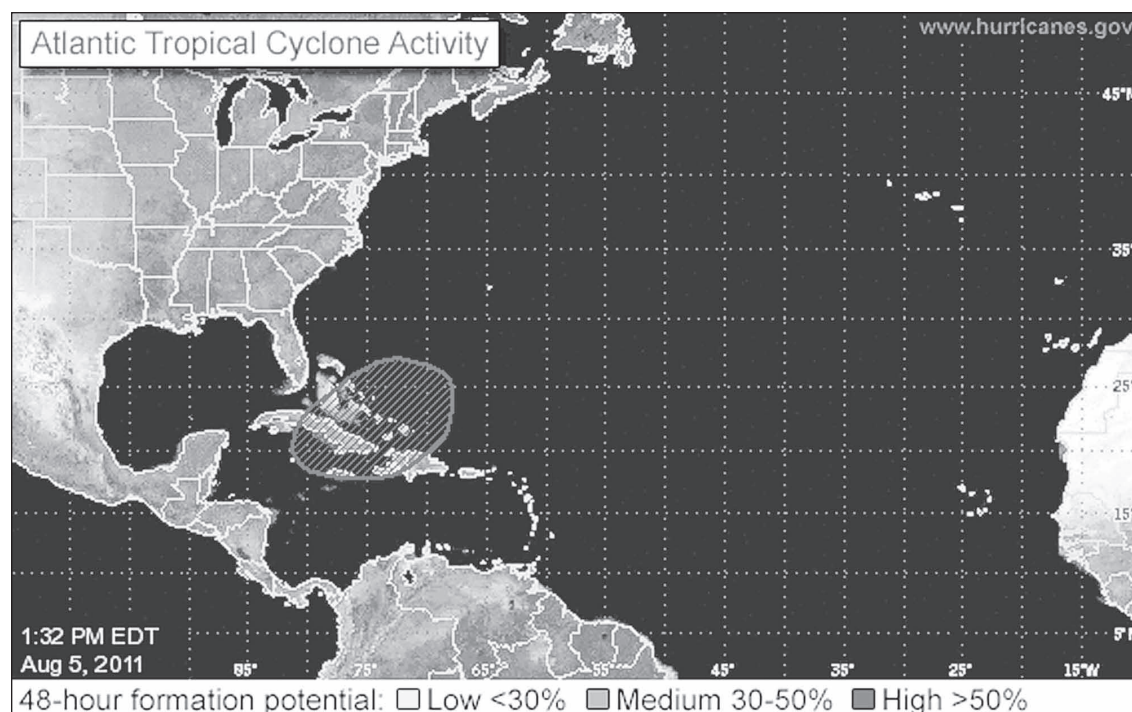 Atlantic Tropical Cyclone Activity
www.hurricanes.gov
45°N
35°
25°
15°
5°N
1:32 PM EDT
Aug 5, 2011
85° 75° 65° 55° 45° 35° 25° 15°W
48-hour formation potential: Low <30% Medium 30-50% High >50%